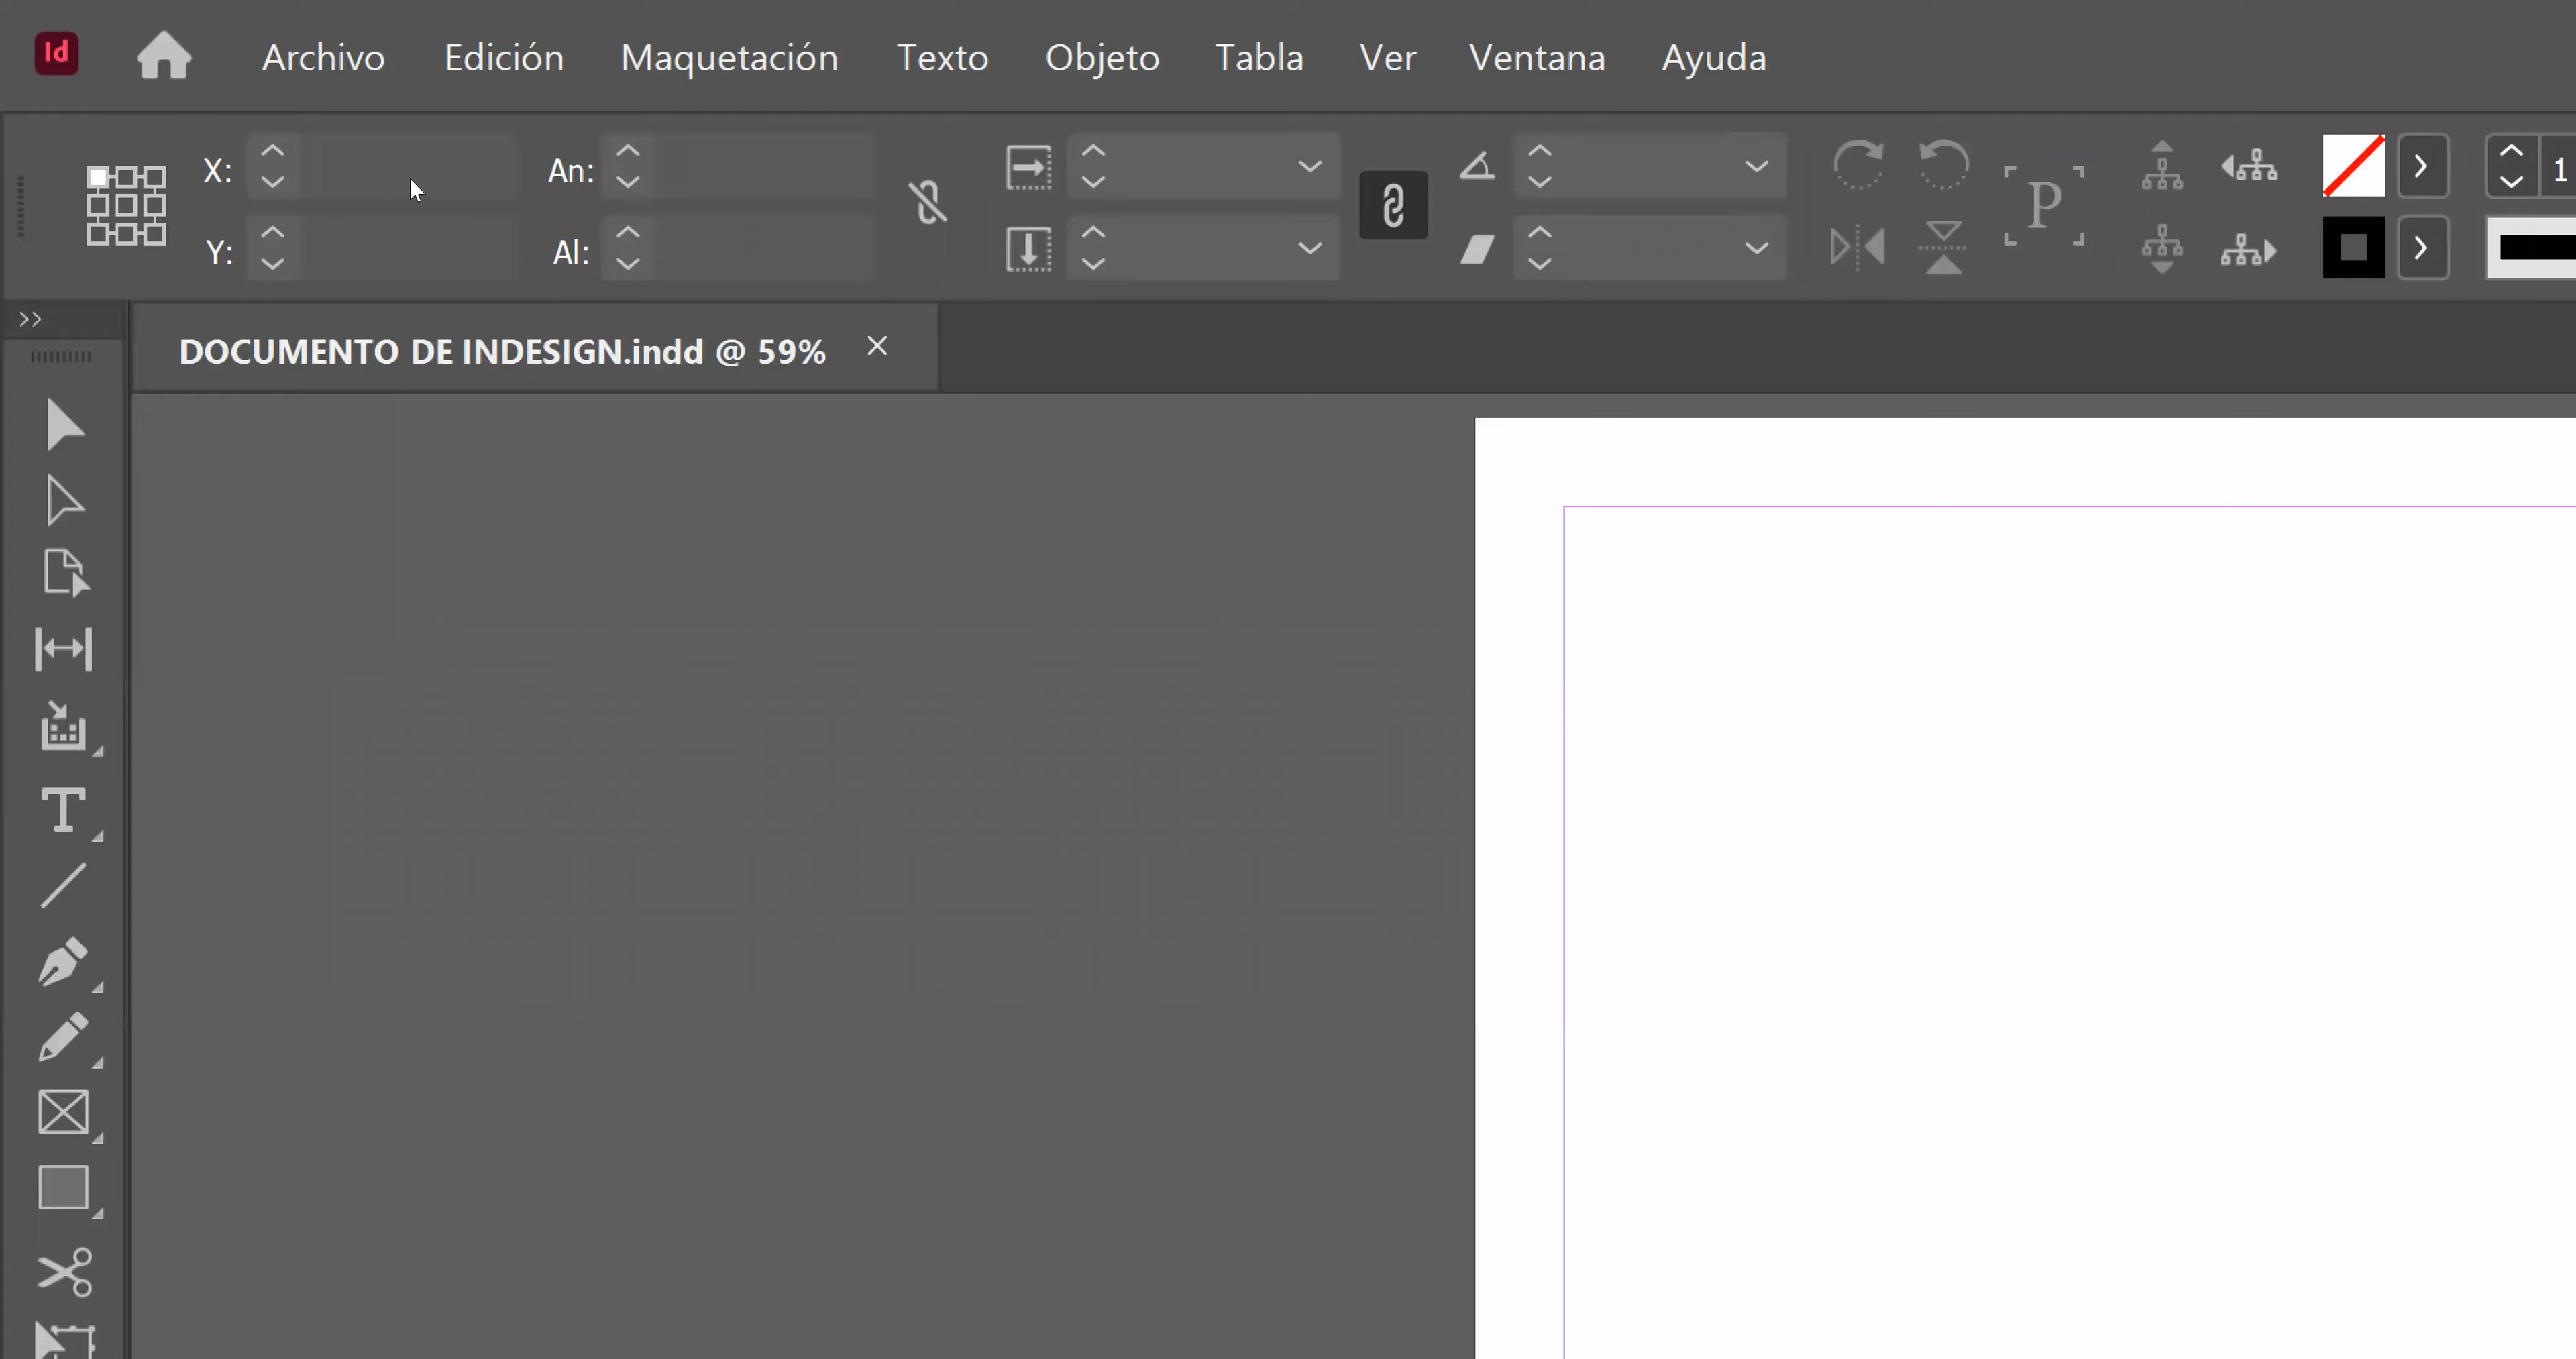 Id Archivo Edición Maquetación Texto Objeto Tabla Ver Ventana Ayuda
X: An: P 1
Y: Al:
DOCUMENTO DE INDESIGN.indd @ 59%